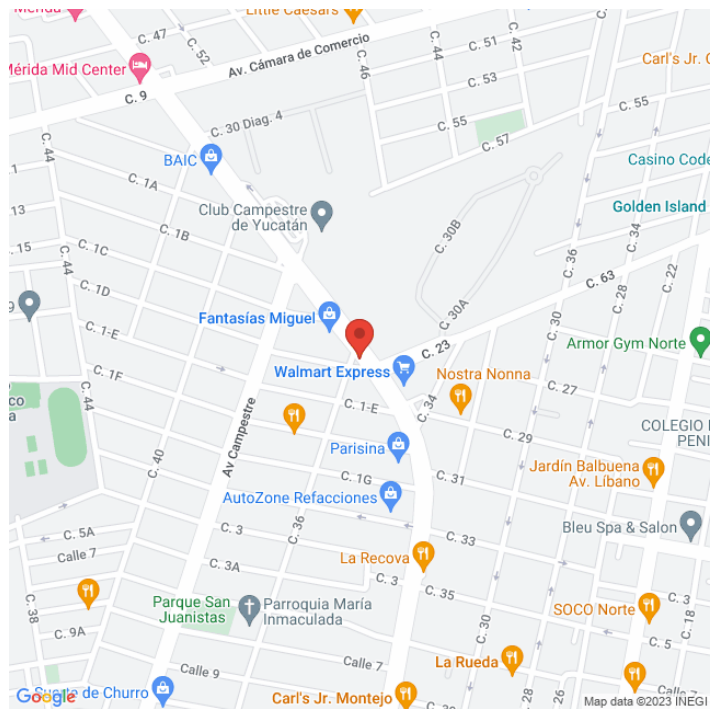 Mérida
C. 47
C. 52
Little Caesars
Av. Cámara de Comercio
C. 46
C. 44
C. 42
C. 51
C. 53
Carl's Jr.
Mérida Mid Center
C. 9
C. 30 Diag. 4
C. 55
C. 55
C. 57
BAIC
C. 44
C. 1A
Casino
Club Campestre
de Yucatán
Golden Island
C. 13
C. 1B
C. 30B
C. 36
C. 34
C. 15
C. 1C
C. 44
C. 22
C. 63
C. 1D
C. 28
Fantasías Miguel
C. 30A
C. 30
C. 1-E
C. 23
Armor Gym Norte
Walmart Express
Nostra Nonna
C. 1F
C. 27
C. 44
C. 1-E
C. 34
C. 29
COLEGIO
Av Campestre
Parisina
C. 40
C. 1G
C. 31
Jardín Balbuena
Av. Líbano
AutoZone Refacciones
C. 36
Bleu Spa & Salon
C. 5A
C. 3
C. 33
Calle 7
La Recova
C. 3A
C. 3
C. 35
C. 3
C. 38
Parque San
Juanistas
Parroquia María
Inmaculada
SOCO Norte
C. 18
C. 9A
C. 30
C. 5
Calle 7
La Rueda
Calle 9
C. 7
Google
de Churro
Carl's Jr. Montejo
C. 28
Map data ©2023 INEGI